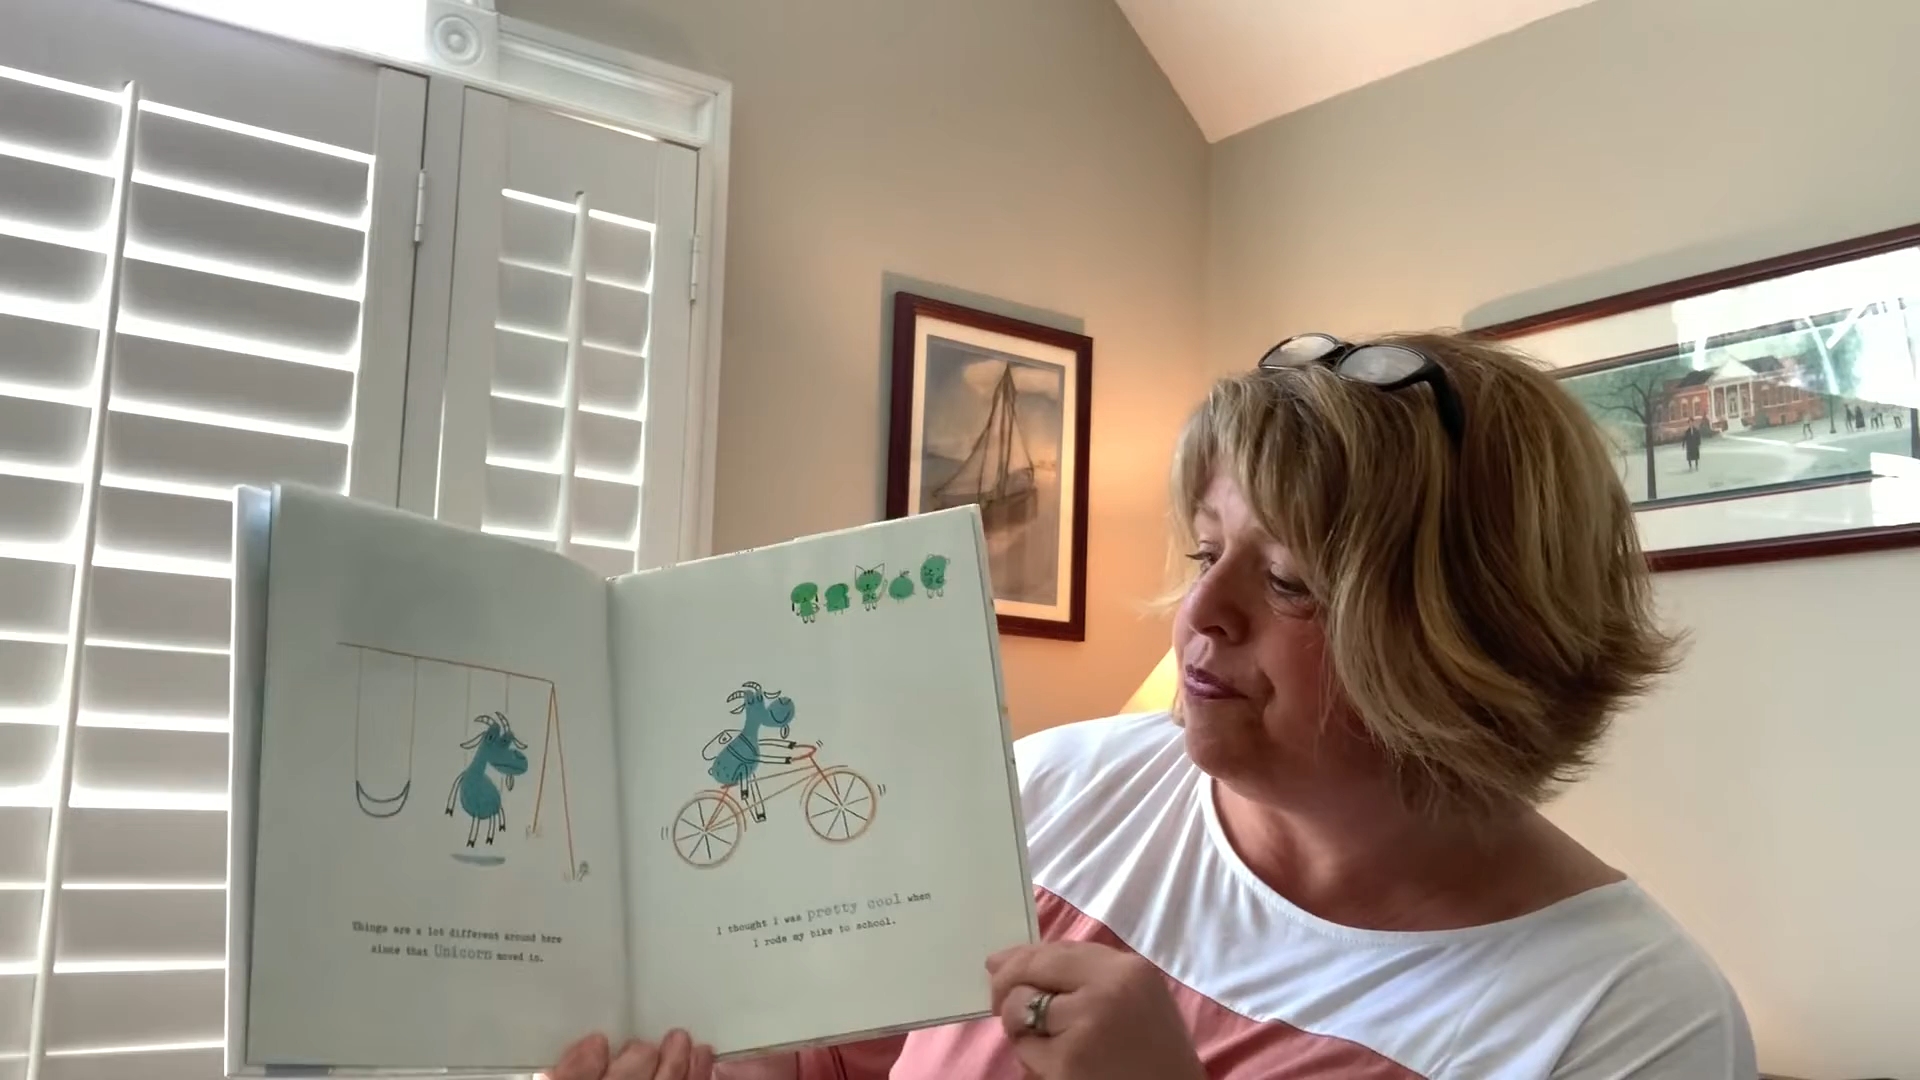 Things are a lot different around here
since that Unicorn moved in.
I thought I was pretty cool when
I rode my bike to school.